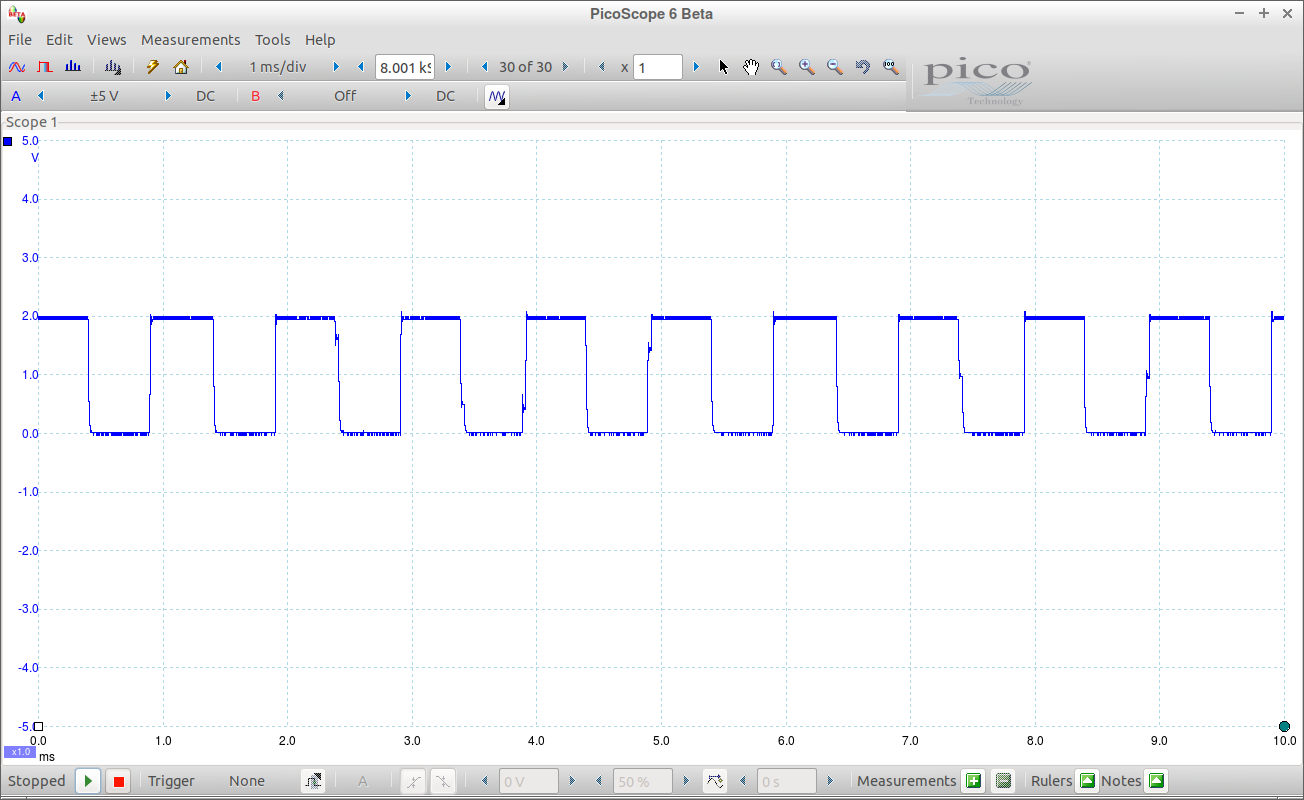 PicoScope 6 Beta
File Edit Views Measurements Tools Help
1 ms/div 8.001 kS 30 of 30 x 1
A ±5 V DC B Off DC
pico
Technology
Scope 1
5.0
V
4.0
3.0
2.0
1.0
0.0
-1.0
-2.0
-3.0
-4.0
-5.0
0.0 1.0 2.0 3.0 4.0 5.0 6.0 7.0 8.0 9.0 10.0
x1.0 ms
Stopped Trigger None A 0 V 50 % 0 s Measurements Rulers Notes